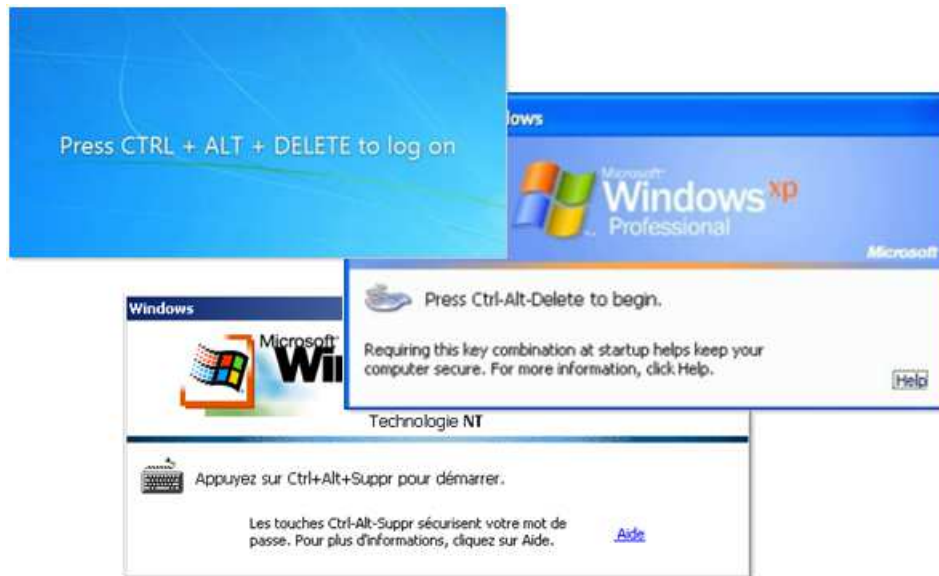 Press CTRL + ALT + DELETE to log on
Microsoft
Windows xp
Professional
Microsoft
Press Ctrl-Alt-Delete to begin.
Requiring this key combination at startup helps keep your
computer secure. For more information, click Help.
Help
Windows
Microsoft
Technologie NT
Appuyez sur Ctrl+Alt+Suppr pour démarrer.
Les touches Ctrl-Alt-Suppr sécurisent votre mot de
passe. Pour plus d'informations, cliquez sur Aide.
Aide